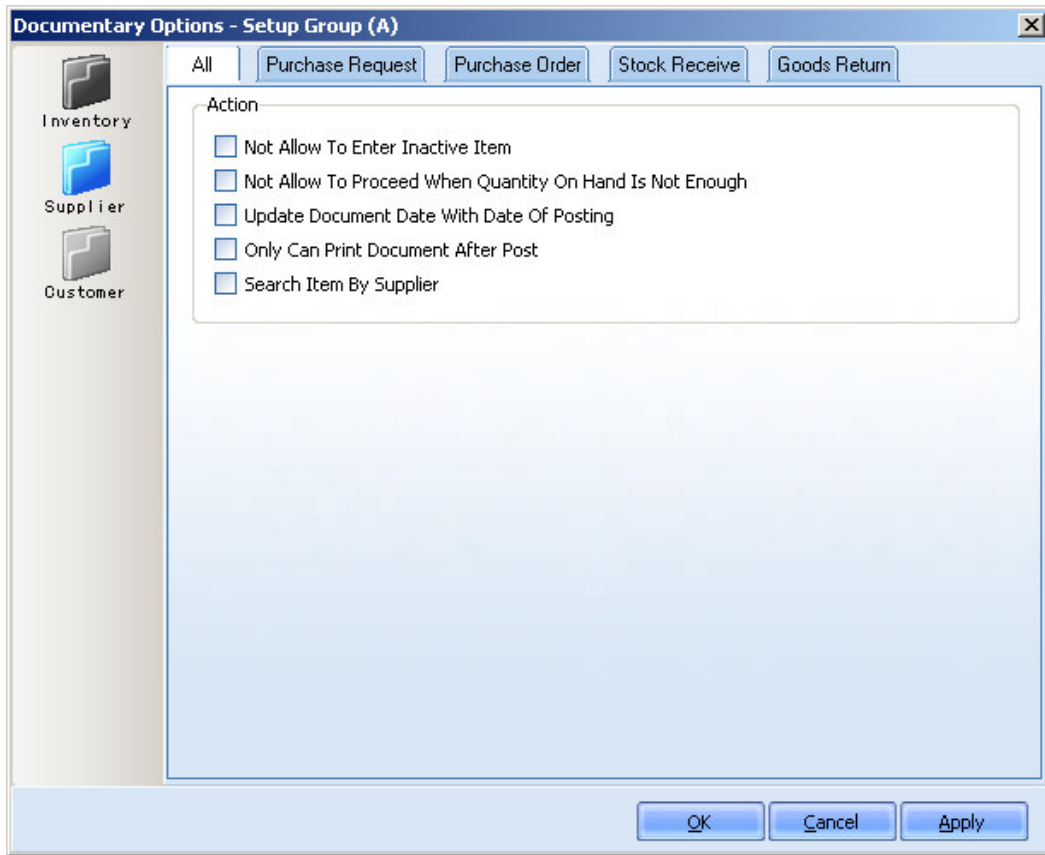 Documentary Options - Setup Group (A)
Inventory
Supplier
Customer
All Purchase Request Purchase Order Stock Receive Goods Return
Action
Not Allow To Enter Inactive Item
Not Allow To Proceed When Quantity On Hand Is Not Enough
Update Document Date With Date Of Posting
Only Can Print Document After Post
Search Item By Supplier
OK Cancel Apply